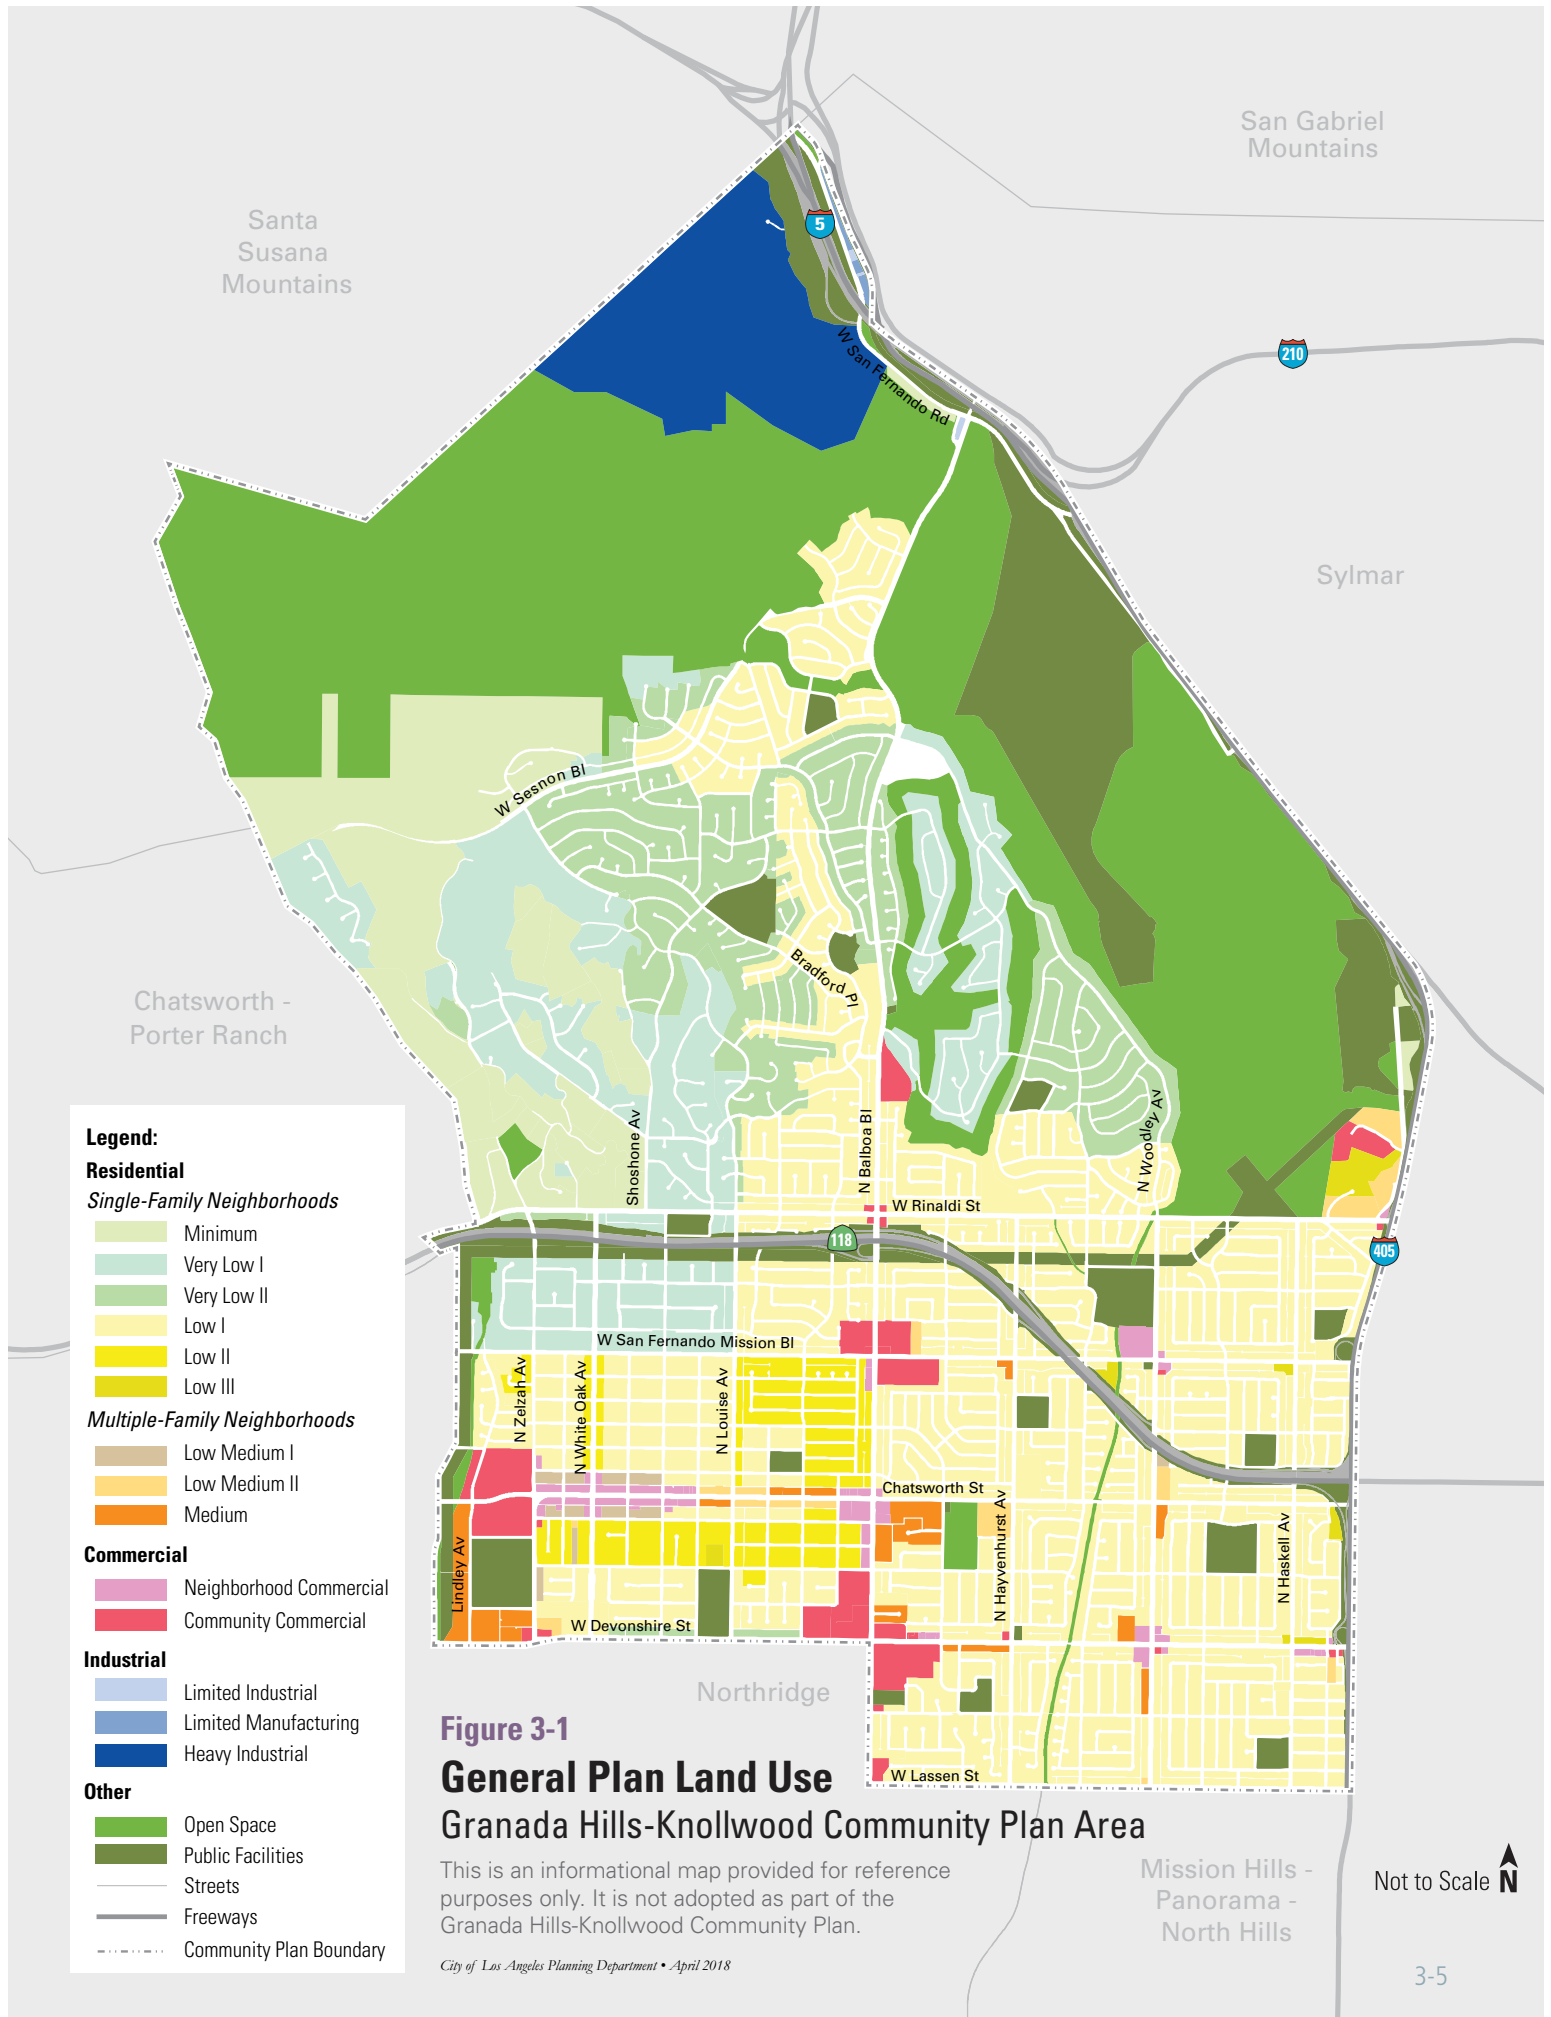 San Gabriel
Mountains
Santa
Susana
Mountains
5
W San Fernando Rd
210
Sylmar
W Sesnon Bl
Bradford Pl
Chatsworth -
Porter Ranch
Shoshone Av
N Balboa Bl
N Woodley Av
W Rinaldi St
118
405
W San Fernando Mission Bl
N Zelzah Av
N White Oak Av
N Louise Av
Chatsworth St
N Hayvenhurst Av
N Haskell Av
Lindley Av
W Devonshire St
Northridge
W Lassen St
Legend:
Residential
Single-Family Neighborhoods
Minimum
Very Low I
Very Low II
Low I
Low II
Low III
Multiple-Family Neighborhoods
Low Medium I
Low Medium II
Medium
Commercial
Neighborhood Commercial
Community Commercial
Industrial
Limited Industrial
Limited Manufacturing
Heavy Industrial
Other
Open Space
Public Facilities
Streets
Freeways
Community Plan Boundary
Figure 3-1
General Plan Land Use
Granada Hills-Knollwood Community Plan Area
This is an informational map provided for reference
purposes only. It is not adopted as part of the
Granada Hills-Knollwood Community Plan.
City of Los Angeles Planning Department • April 2018
Mission Hills -
Panorama -
North Hills
Not to Scale N
3-5